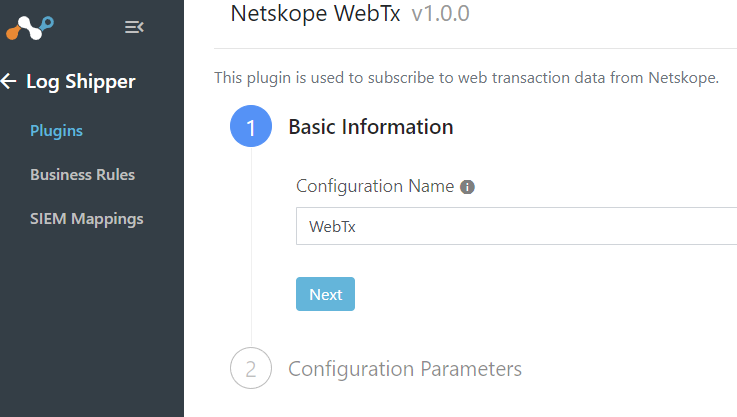 Netskope WebTx v1.0.0
Log Shipper
Plugins
Business Rules
SIEM Mappings
This plugin is used to subscribe to web transaction data from Netskope.
1 Basic Information
Configuration Name i
WebTx
Next
2 Configuration Parameters